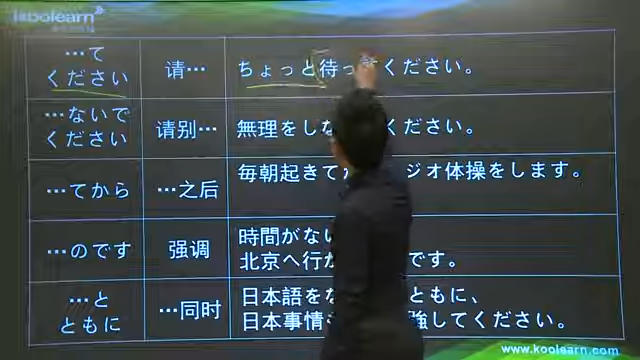 koolearn
…て
ください
请…
ちょっと待っ ください。
…ないで
ください
请别…
無理をしな ください。
…てから
…之后
毎朝起きて ジオ体操をします。
…のです
强调
時間がない
北京へ行か です。
…と
ともに
…同时
日本語を ともに、
日本事情 強してください。
www.koolearn.com